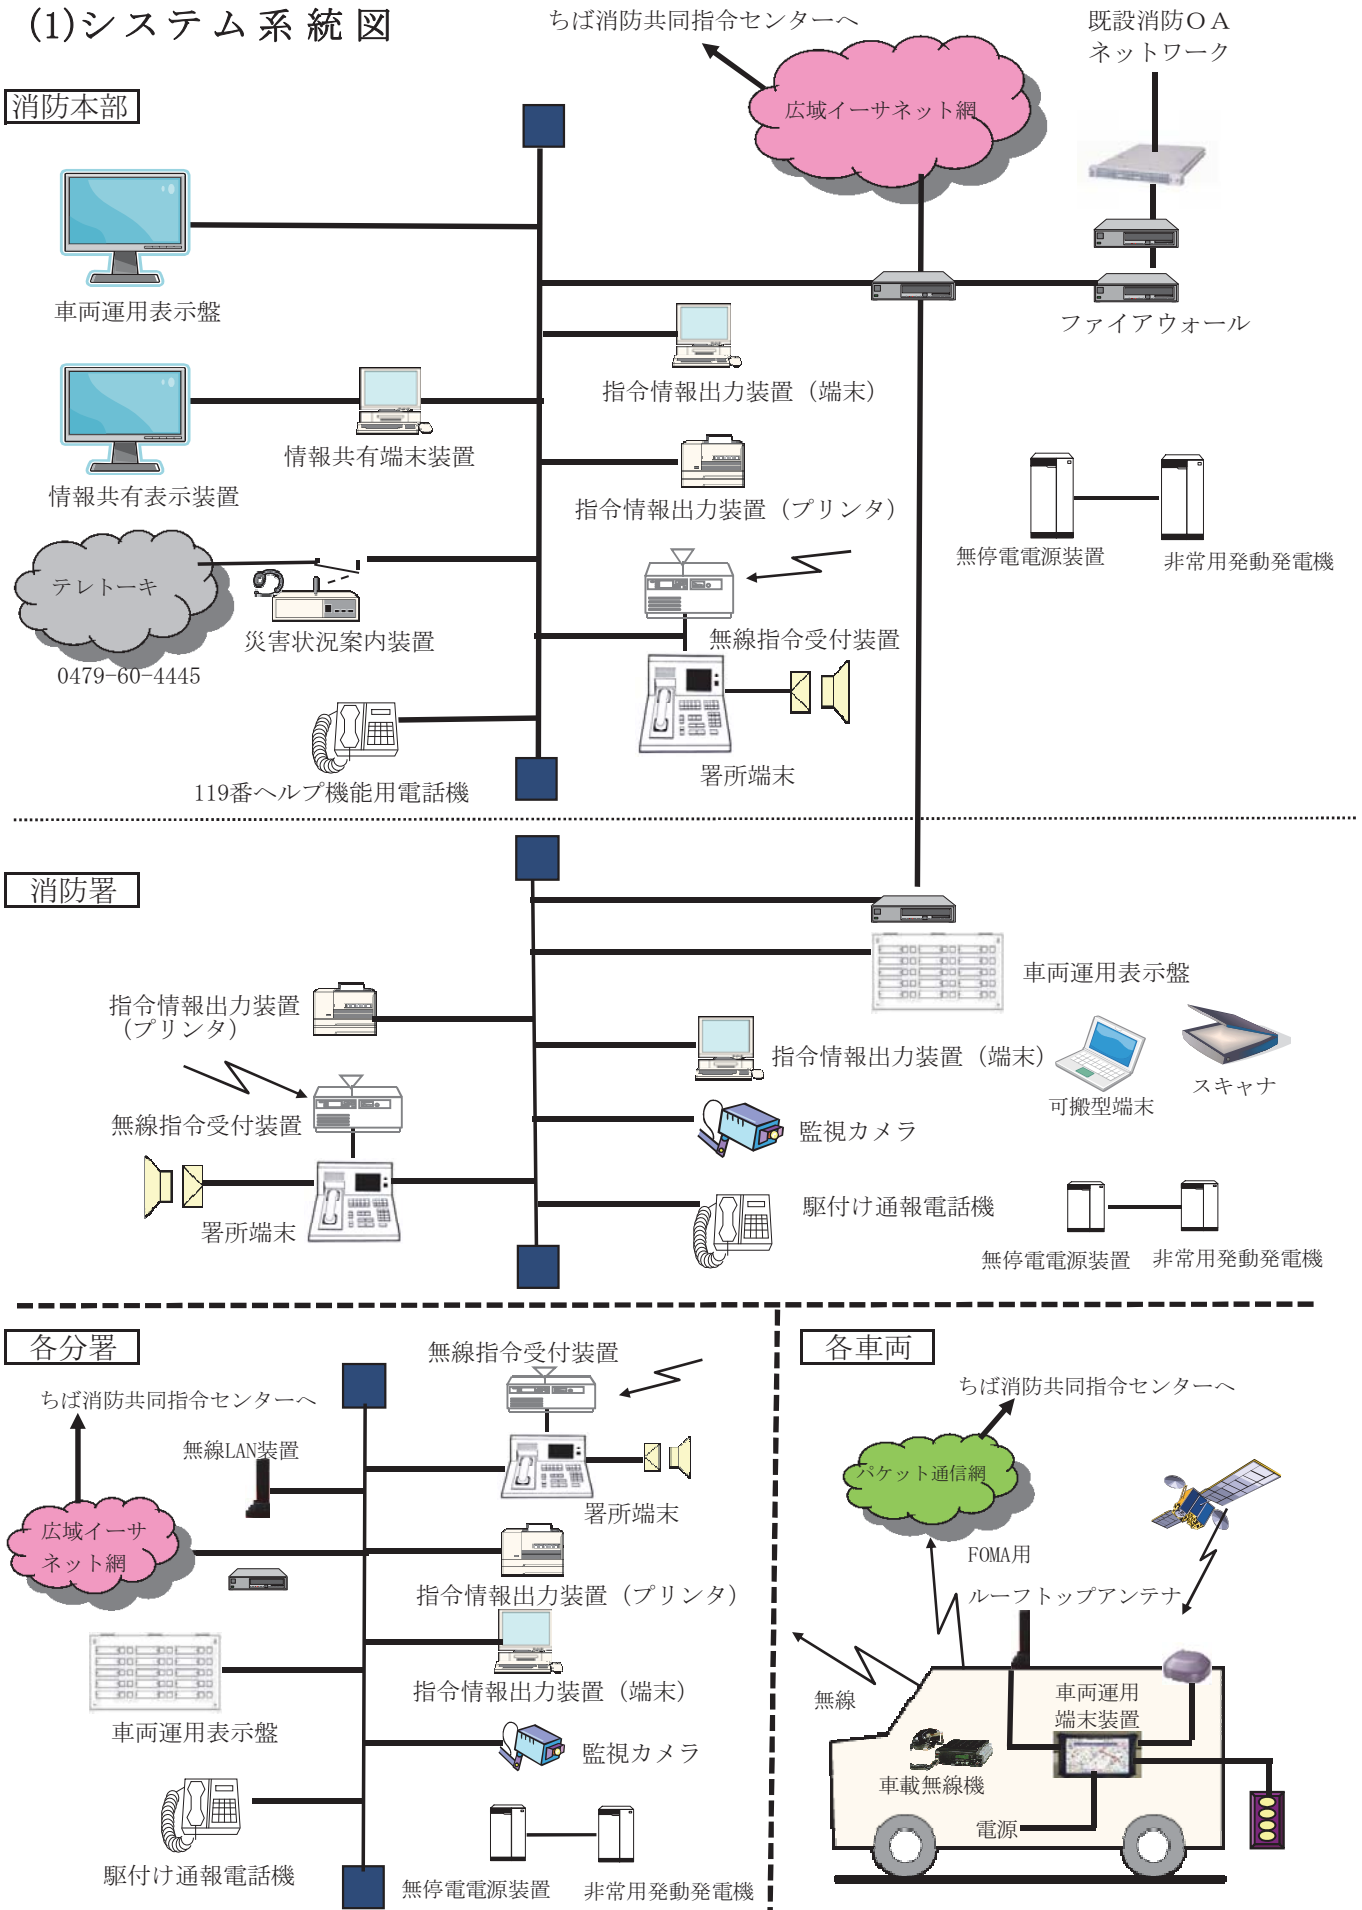 (1)システム系統図
ちば消防共同指令センターへ
既設消防ＯＡ
ネットワーク
消防本部
広域イーサネット網
車両運用表示盤
ファイアウォール
指令情報出力装置（端末）
情報共有端末装置
情報共有表示装置
指令情報出力装置（プリンタ）
無停電電源装置
非常用発動発電機
テレトーキ
災害状況案内装置
無線指令受付装置
0479-60-4445
署所端末
119番ヘルプ機能用電話機
消防署
車両運用表示盤
指令情報出力装置
（プリンタ）
指令情報出力装置（端末）
可搬型端末
スキャナ
無線指令受付装置
監視カメラ
署所端末
駆付け通報電話機
無停電電源装置
非常用発動発電機
各分署
無線指令受付装置
ちば消防共同指令センターへ
無線LAN装置
署所端末
広域イーサ
ネット網
指令情報出力装置（プリンタ）
指令情報出力装置（端末）
車両運用表示盤
監視カメラ
駆付け通報電話機
無停電電源装置
非常用発動発電機
各車両
ちば消防共同指令センターへ
パケット通信網
FOMA用
ルーフトップアンテナ
無線
車両運用
端末装置
車載無線機
電源